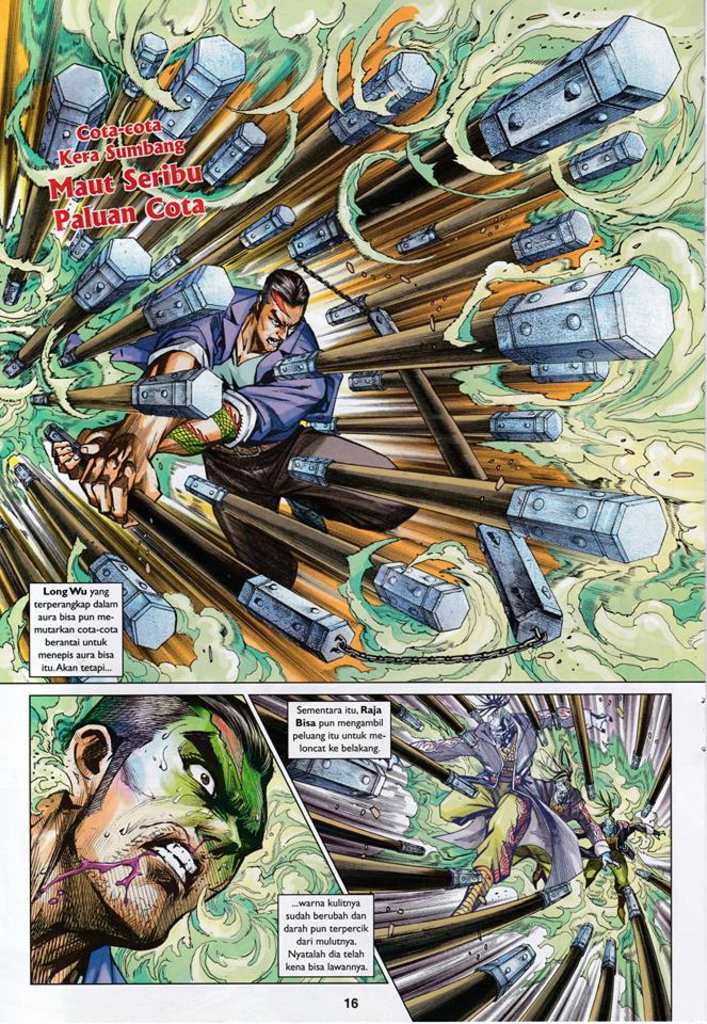 Cota-cota
Kera Sumbang
Maut Seribu
Paluan Cota
Long Wu yang
terperangkap dalam
aura bisa pun me-
mutarkan cota-cota
berantai untuk
menepis aura bisa
itu. Akan tetapi...
Sementara itu, Raja
Bisa pun mengambil
peluang itu untuk me-
loncat ke belakang.
...warna kulitnya
sudah berubah dan
darah pun terpercik
dari mulutnya.
Nyatalah dia telah
kena bisa lawannya.
16